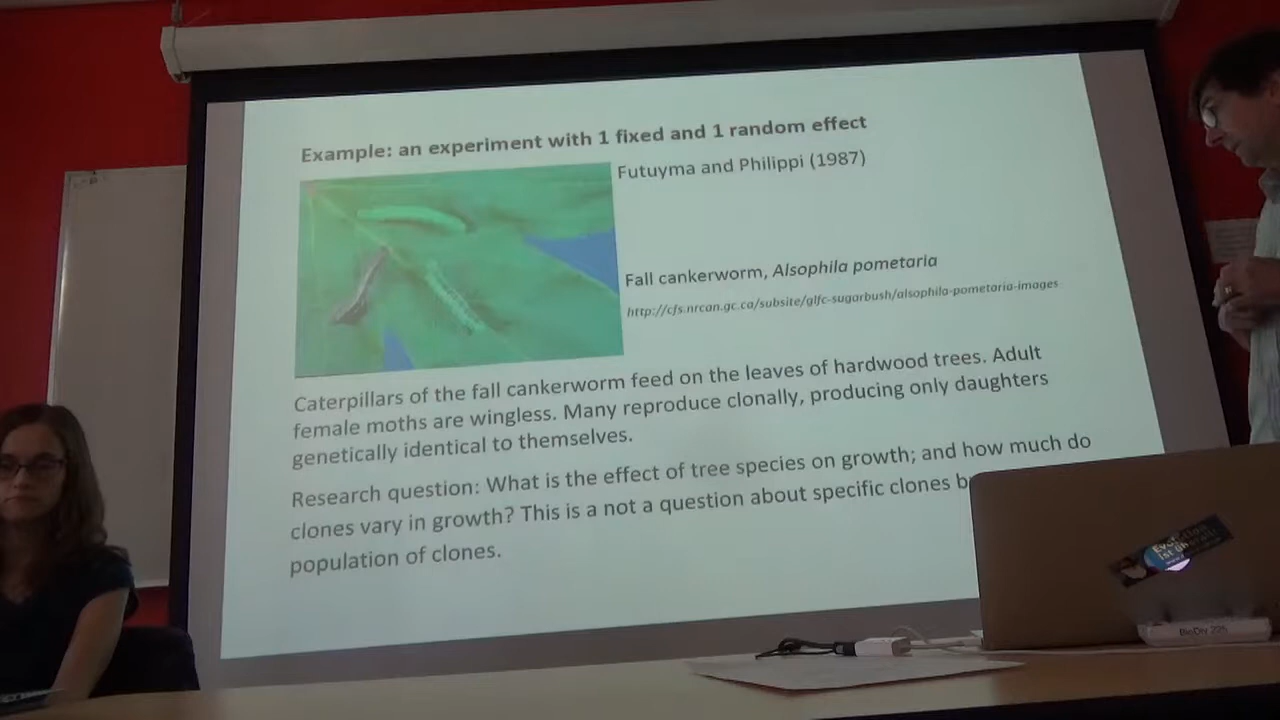 Example: an experiment with 1 fixed and 1 random effect
Futuyma and Philippi (1987)
Fall cankerworm, Alsophila pometaria
http://cfs.nrcan.gc.ca/subsite/glfc-sugarbush/alsophila-pometaria-images
Caterpillars of the fall cankerworm feed on the leaves of hardwood trees. Adult
female moths are wingless. Many reproduce clonally, producing only daughters
genetically identical to themselves.
Research question: What is the effect of tree species on growth; and how much do
clones vary in growth? This is a not a question about specific clones
population of clones.